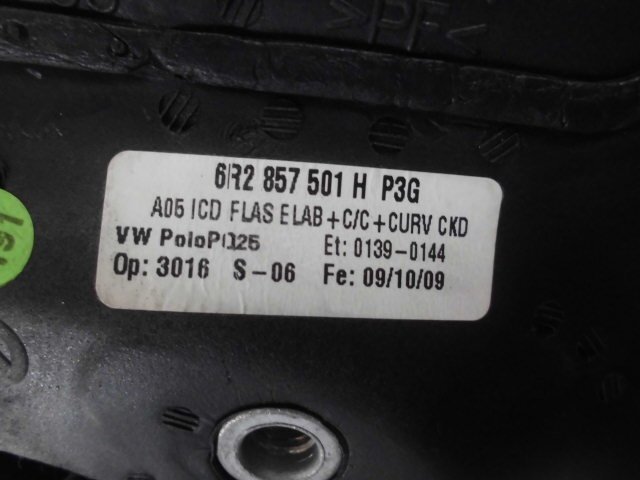 >PF<
6R2 857 501 H P3G
A05 ICD FLAS ELAB+C/C+CURV CKD
VW PoloPQ25 Et: 0139-0144
Op: 3016 S-06 Fe: 09/10/09